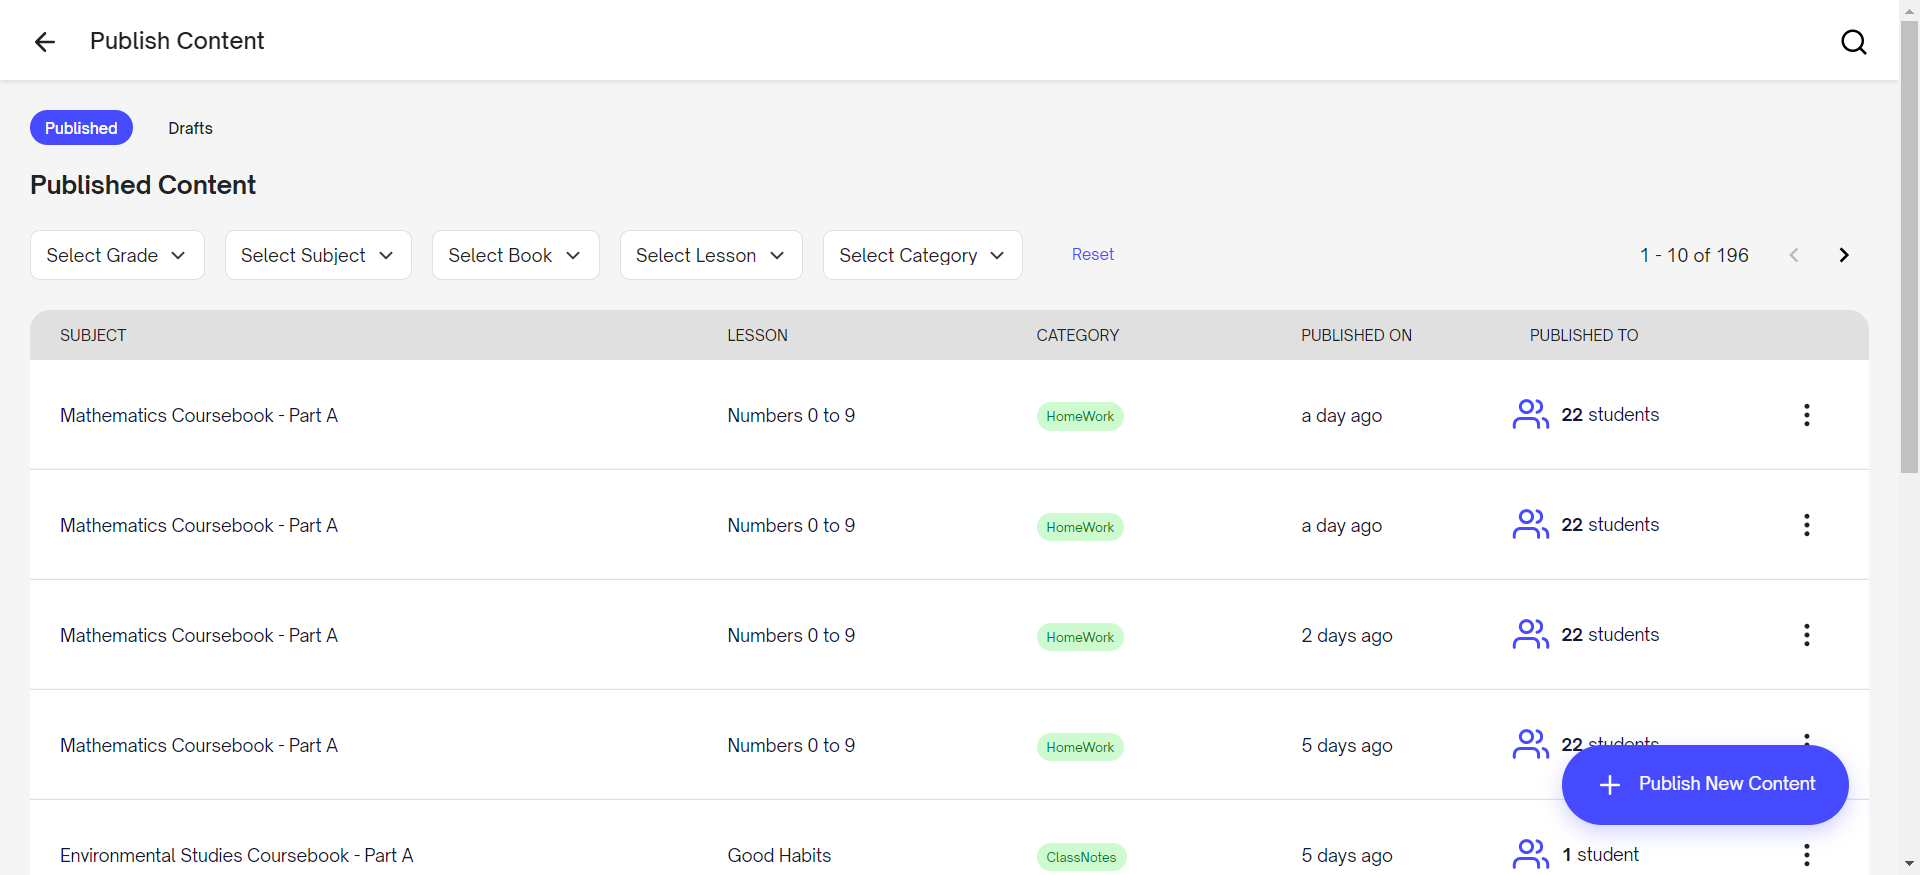 Publish Content
Published Drafts
Published Content
Select Grade Select Subject Select Book Select Lesson Select Category Reset 1 - 10 of 196
SUBJECT LESSON CATEGORY PUBLISHED ON PUBLISHED TO
Mathematics Coursebook - Part A Numbers 0 to 9 HomeWork a day ago 22 students
Mathematics Coursebook - Part A Numbers 0 to 9 HomeWork a day ago 22 students
Mathematics Coursebook - Part A Numbers 0 to 9 HomeWork 2 days ago 22 students
Mathematics Coursebook - Part A Numbers 0 to 9 HomeWork 5 days ago 22 students
Publish New Content
Environmental Studies Coursebook - Part A Good Habits ClassNotes 5 days ago 1 student